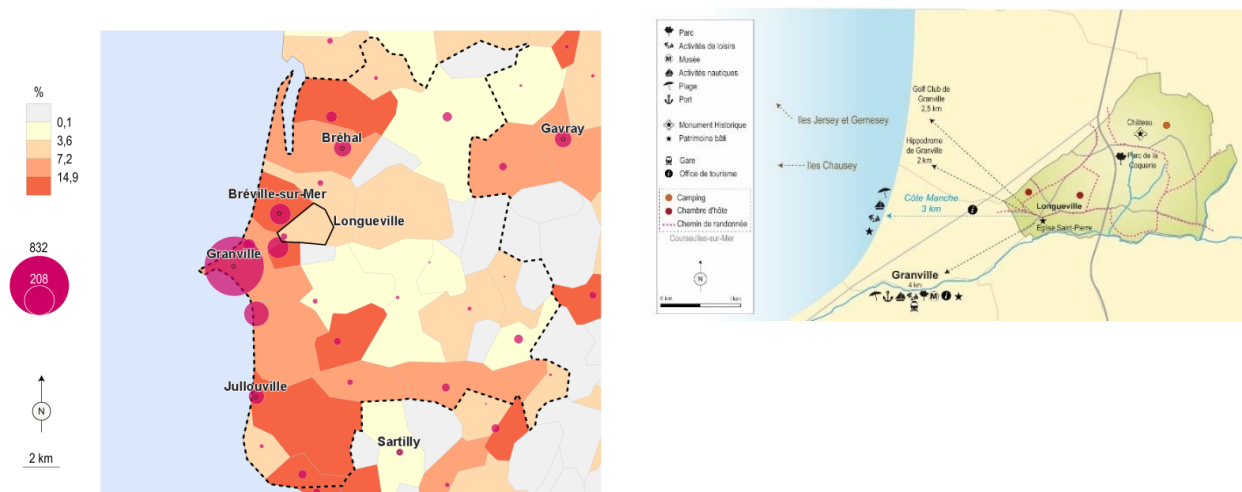 %
0,1
3,6
7,2
14,9
832
208
N
2 km
Bréhal
Gavray
Bréville-sur-Mer
Longueville
Granville
Jullouville
Sartilly
Parc
Activités de loisirs
M Musée
Activités nautiques
Plage
Port
Monument Historique
Patrimoine bâti
Gare
Office de tourisme
Camping
Chambre d'hôte
Chemin de randonnée
Courseulles-sur-Mer
N
0 km 1km
Iles Jersey et Gernesey
Iles Chausey
Golf Club de
Granville
2,5 km
Hippodrome
de Granville
2 km
Côte Manche
3 km
Château
Parc de la
Coquerie
Longueville
Eglise Saint-Pierre
Granville
4 km
M